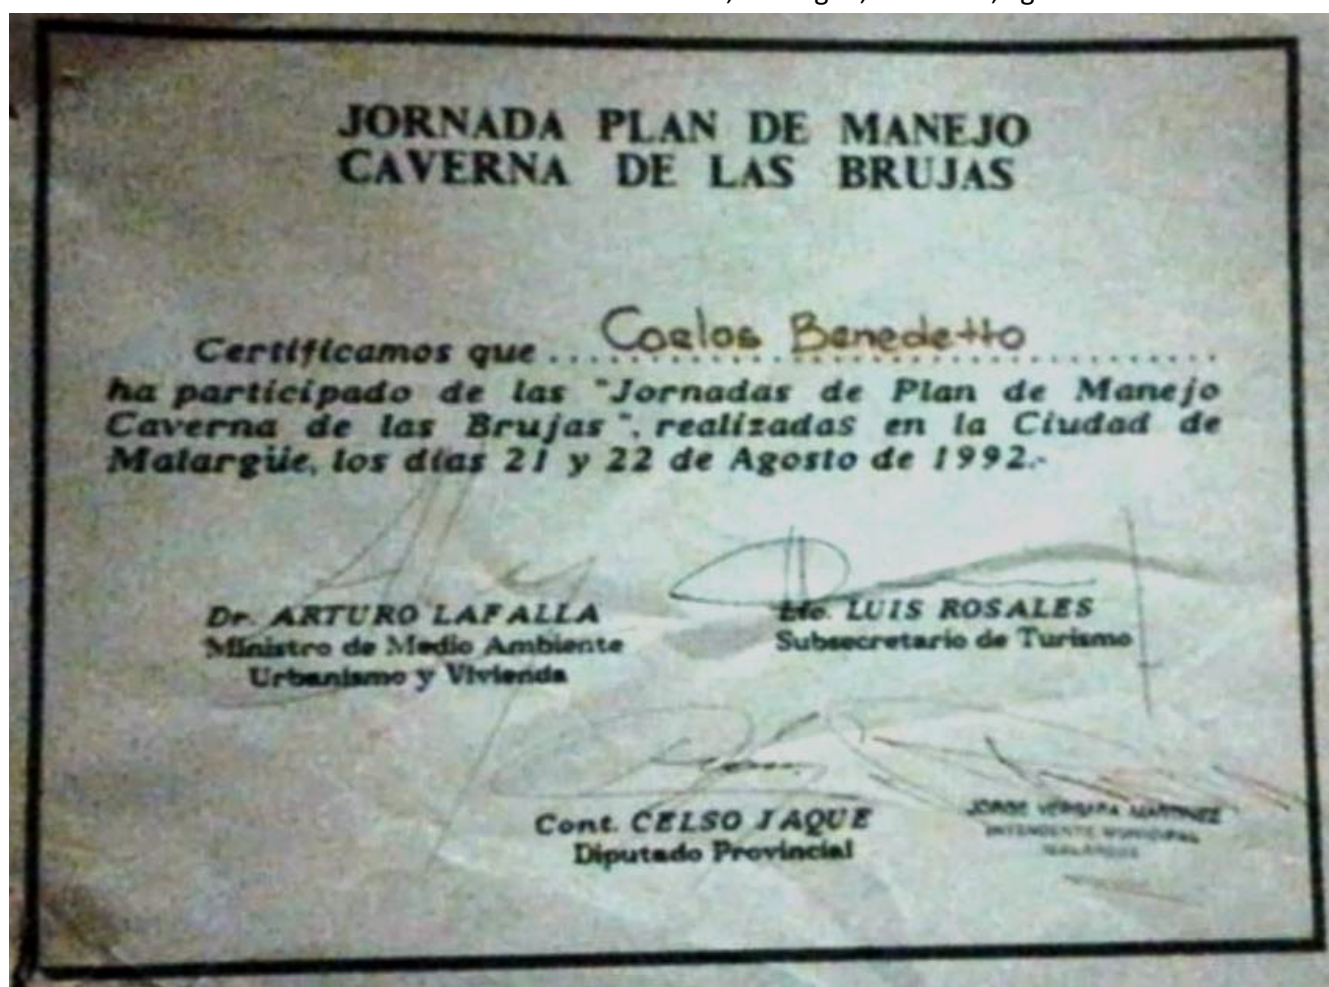 JORNADA PLAN DE MANEJO
CAVERNA DE LAS BRUJAS
Certificamos que ... Carlos Benedetto ...
ha participado de las "Jornadas de Plan de Manejo
Caverna de las Brujas", realizadas en la Ciudad de
Malargüe, los días 21 y 22 de Agosto de 1992.-
Dr. ARTURO LAFALLA
Ministro de Medio Ambiente
Urbanismo y Vivienda
Lic. LUIS ROSALES
Subsecretario de Turismo
Cont. CELSO JAQUE
Diputado Provincial
JORGE VERGARA MARTINEZ
INTENDENTE MUNICIPAL
MALARGUE